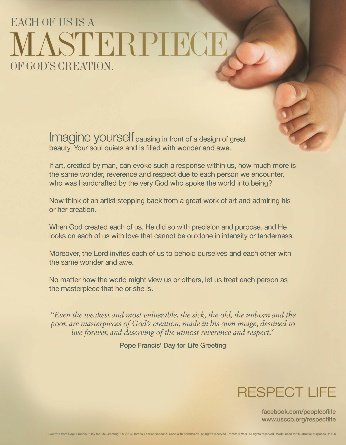 EACH OF US IS A
MASTERPIECE
OF GOD'S CREATION.
Imagine yourself pausing in front of a design of great
beauty. Your soul quiets and is filled with wonder and awe.
If art, created by man, can evoke such a response within us, how much more is
the same wonder, reverence and respect due to each person we encounter,
who was handcrafted by the very God who spoke the world into being?
Now think of an artist stepping back from a great work of art and admiring his
or her creation.
When God created each of us, He did so with precision and purpose, and He
looks on each of us with love that cannot be outdone in intensity or tenderness.
Moreover, the Lord invites each of us to behold ourselves and each other with
the same wonder and awe.
No matter how the world might view us or others, let us treat each person as
the masterpiece that he or she is.
"Even the weakest and most vulnerable, the sick, the old, the unborn and the
poor, are masterpieces of God's creation, made in his own image, destined to
live forever, and deserving of the utmost reverence and respect."
Pope Francis' Day for Life Greeting
RESPECT LIFE
facebook.com/peopleoflife
www.usccb.org/respectlife